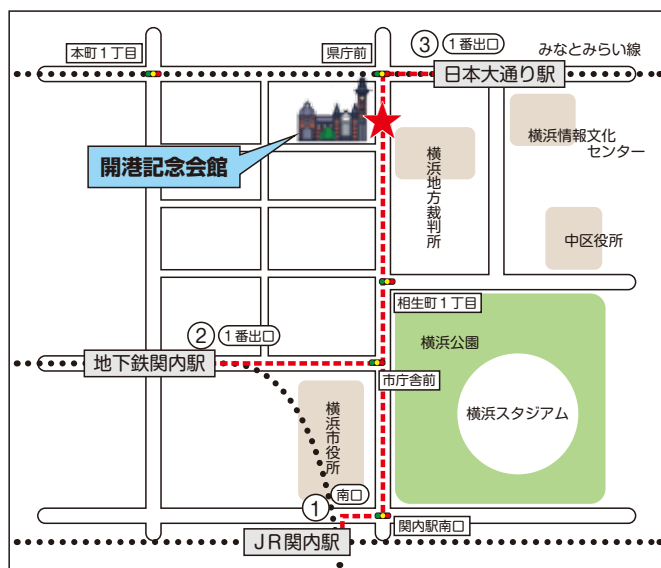 本町1丁目
県庁前
③
1番出口
みなとみらい線
日本大通り駅
開港記念会館
横浜地方裁判所
横浜情報文化
センター
中区役所
相生町1丁目
②
1番出口
地下鉄関内駅
市庁舎前
横浜公園
横浜スタジアム
横浜市役所
①
南口
関内駅南口
JR関内駅